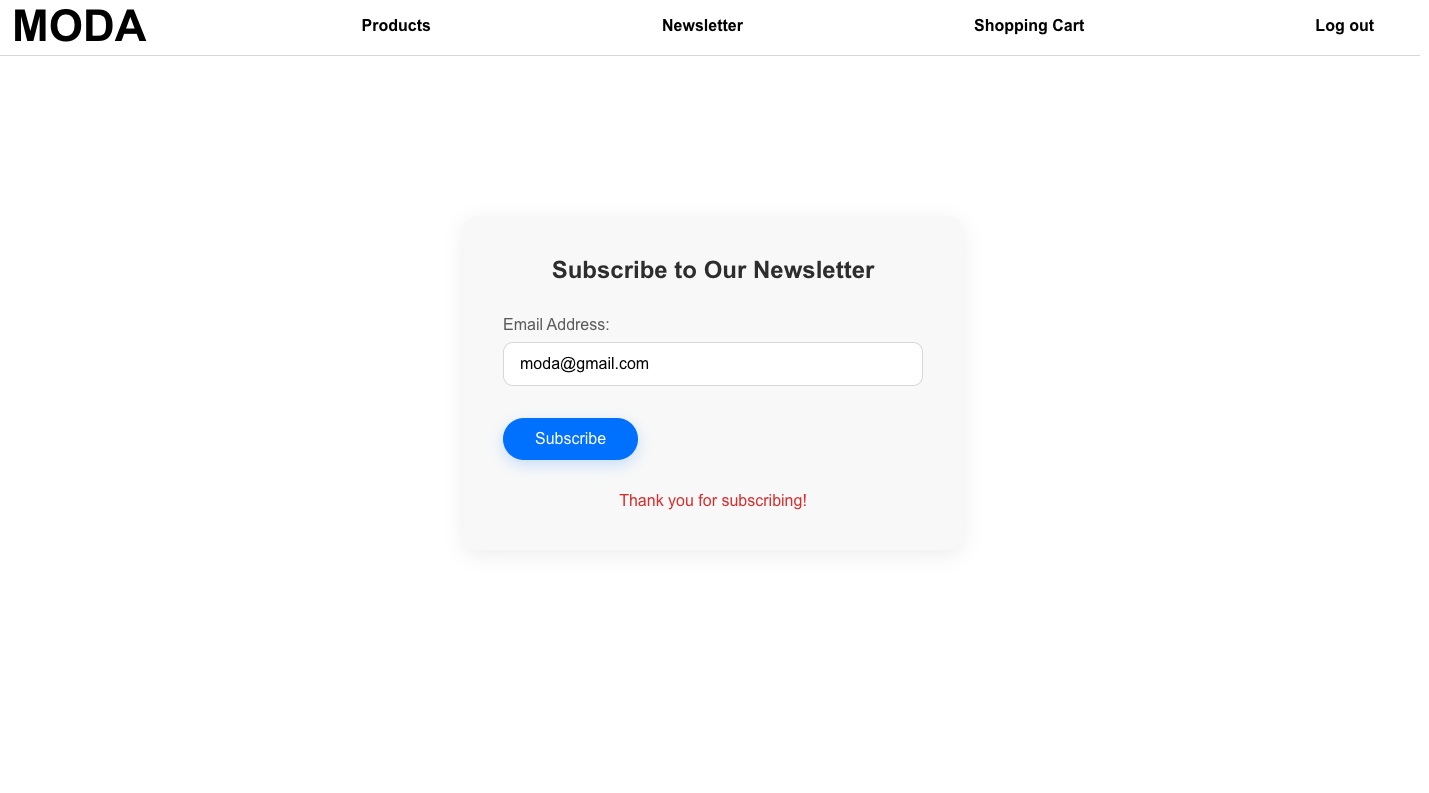 MODA Products Newsletter Shopping Cart Log out
Subscribe to Our Newsletter
Email Address:
moda@gmail.com
Subscribe
Thank you for subscribing!